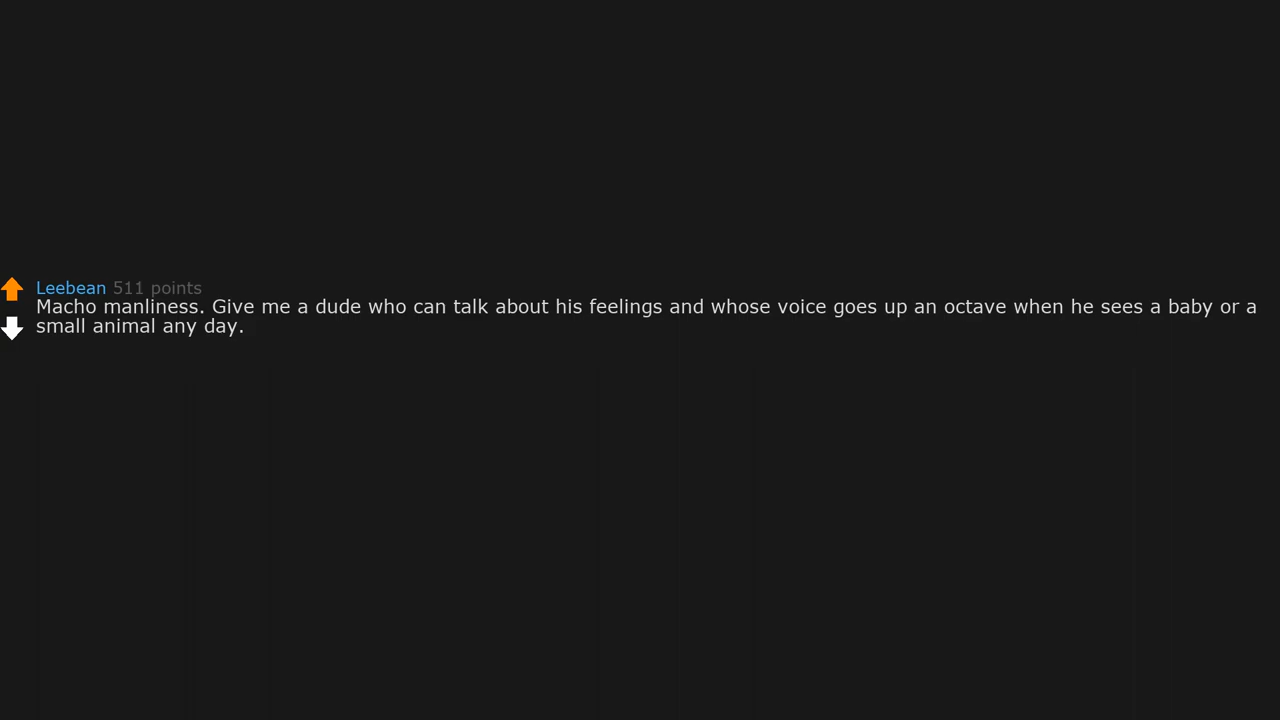 Leebean 511 points
Macho manliness. Give me a dude who can talk about his feelings and whose voice goes up an octave when he sees a baby or a
small animal any day.